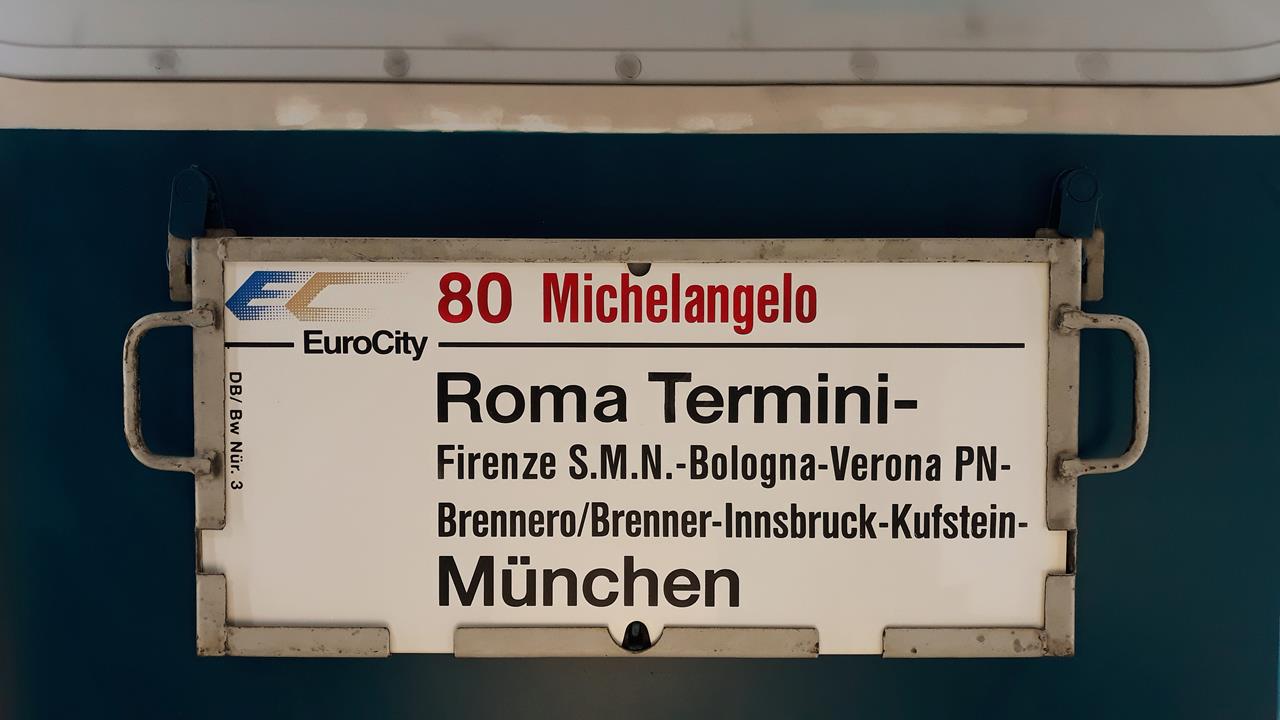 EC 80 Michelangelo
EuroCity
DB/ Bw Nür. 3
Roma Termini-
Firenze S.M.N.-Bologna-Verona PN-
Brennero/Brenner-Innsbruck-Kufstein-
München